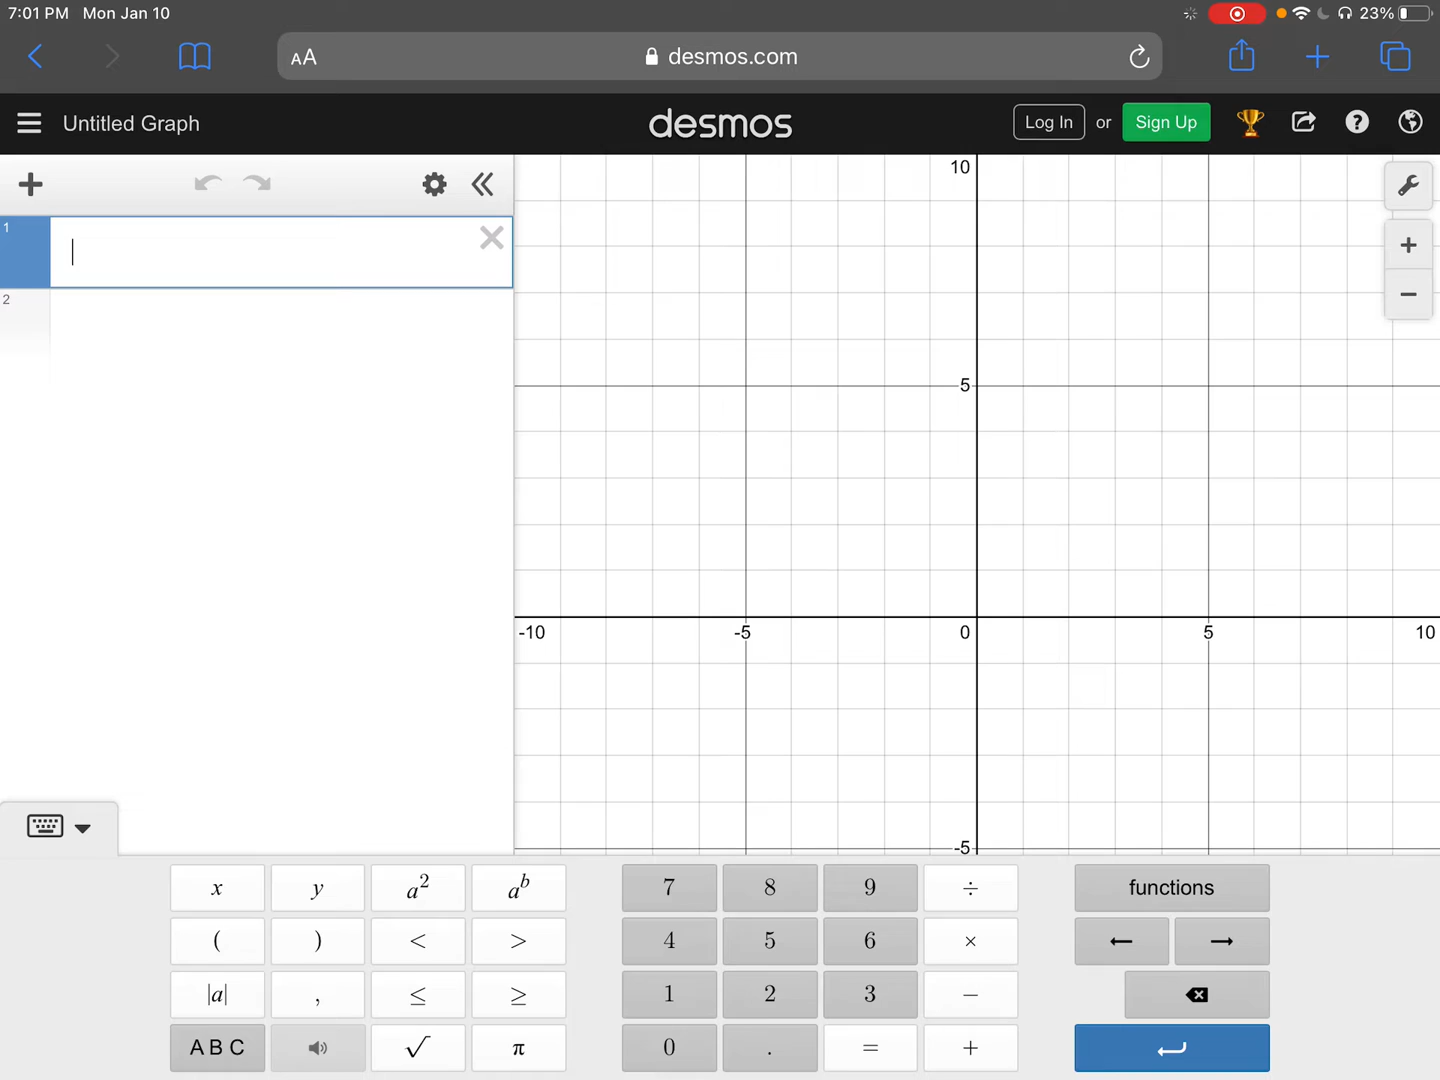 7:01 PM Mon Jan 10 23%
AA desmos.com
Untitled Graph desmos Log In or Sign Up ?
1
2
10
5
-10 -5 0 5 10
-5
x y a² aᵇ 7 8 9 ÷ functions
( ) < > 4 5 6 × ← →
|a| , ≤ ≥ 1 2 3 −
A B C √ π 0 . = +